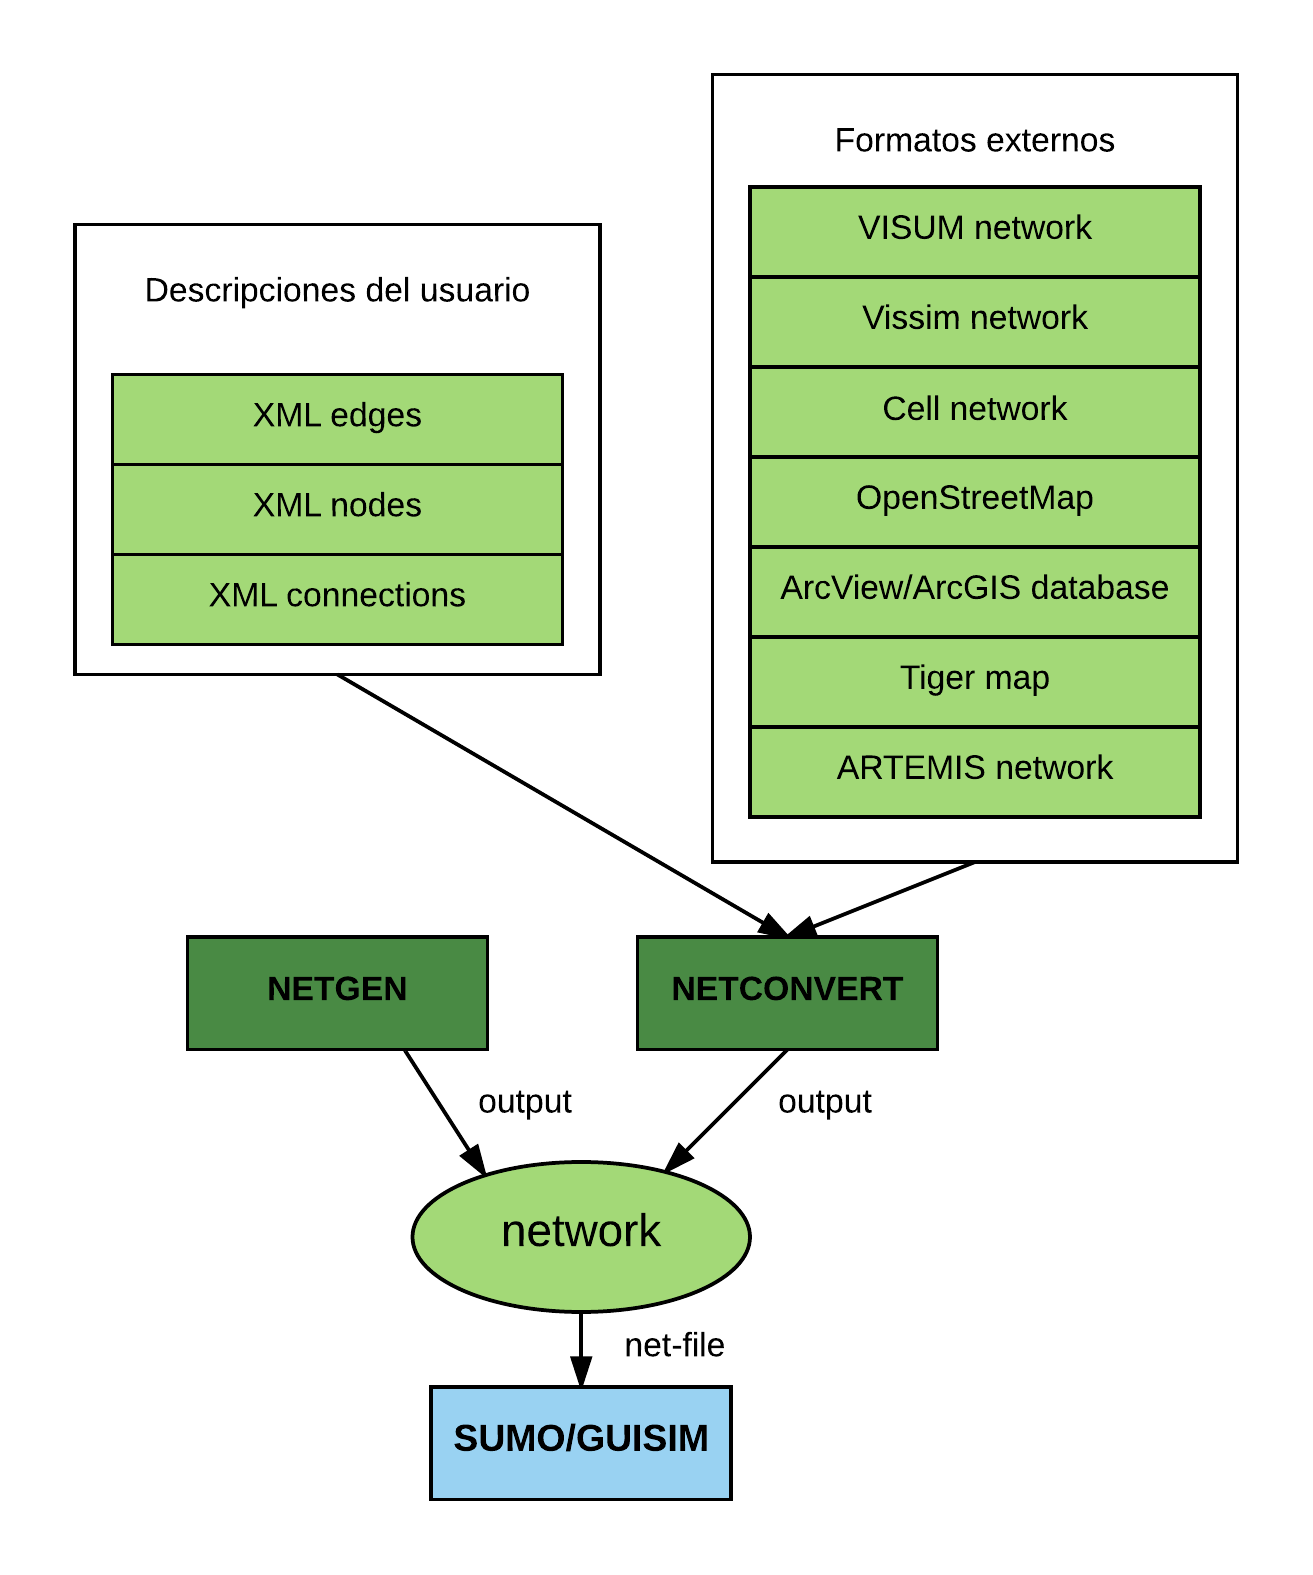 Formatos externos
VISUM network
Vissim network
Cell network
OpenStreetMap
ArcView/ArcGIS database
Tiger map
ARTEMIS network
Descripciones del usuario
XML edges
XML nodes
XML connections
NETGEN
NETCONVERT
output
output
network
net-file
SUMO/GUISIM